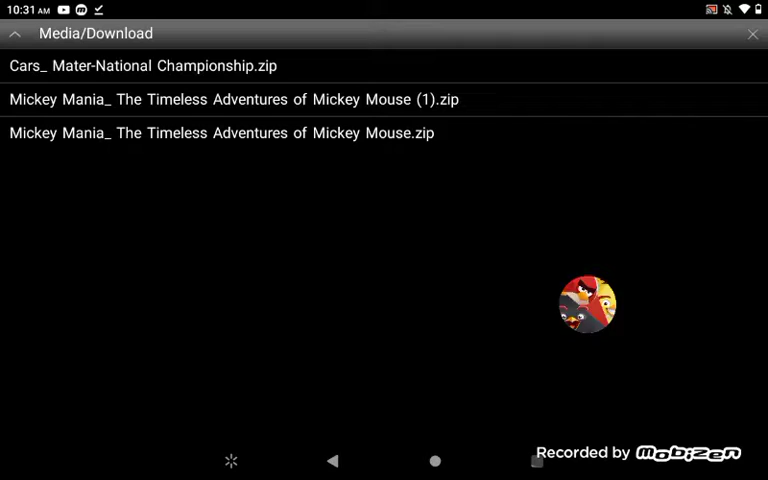 10:31 AM
Media/Download
Cars_ Mater-National Championship.zip
Mickey Mania_ The Timeless Adventures of Mickey Mouse (1).zip
Mickey Mania_ The Timeless Adventures of Mickey Mouse.zip
Recorded by mobizen